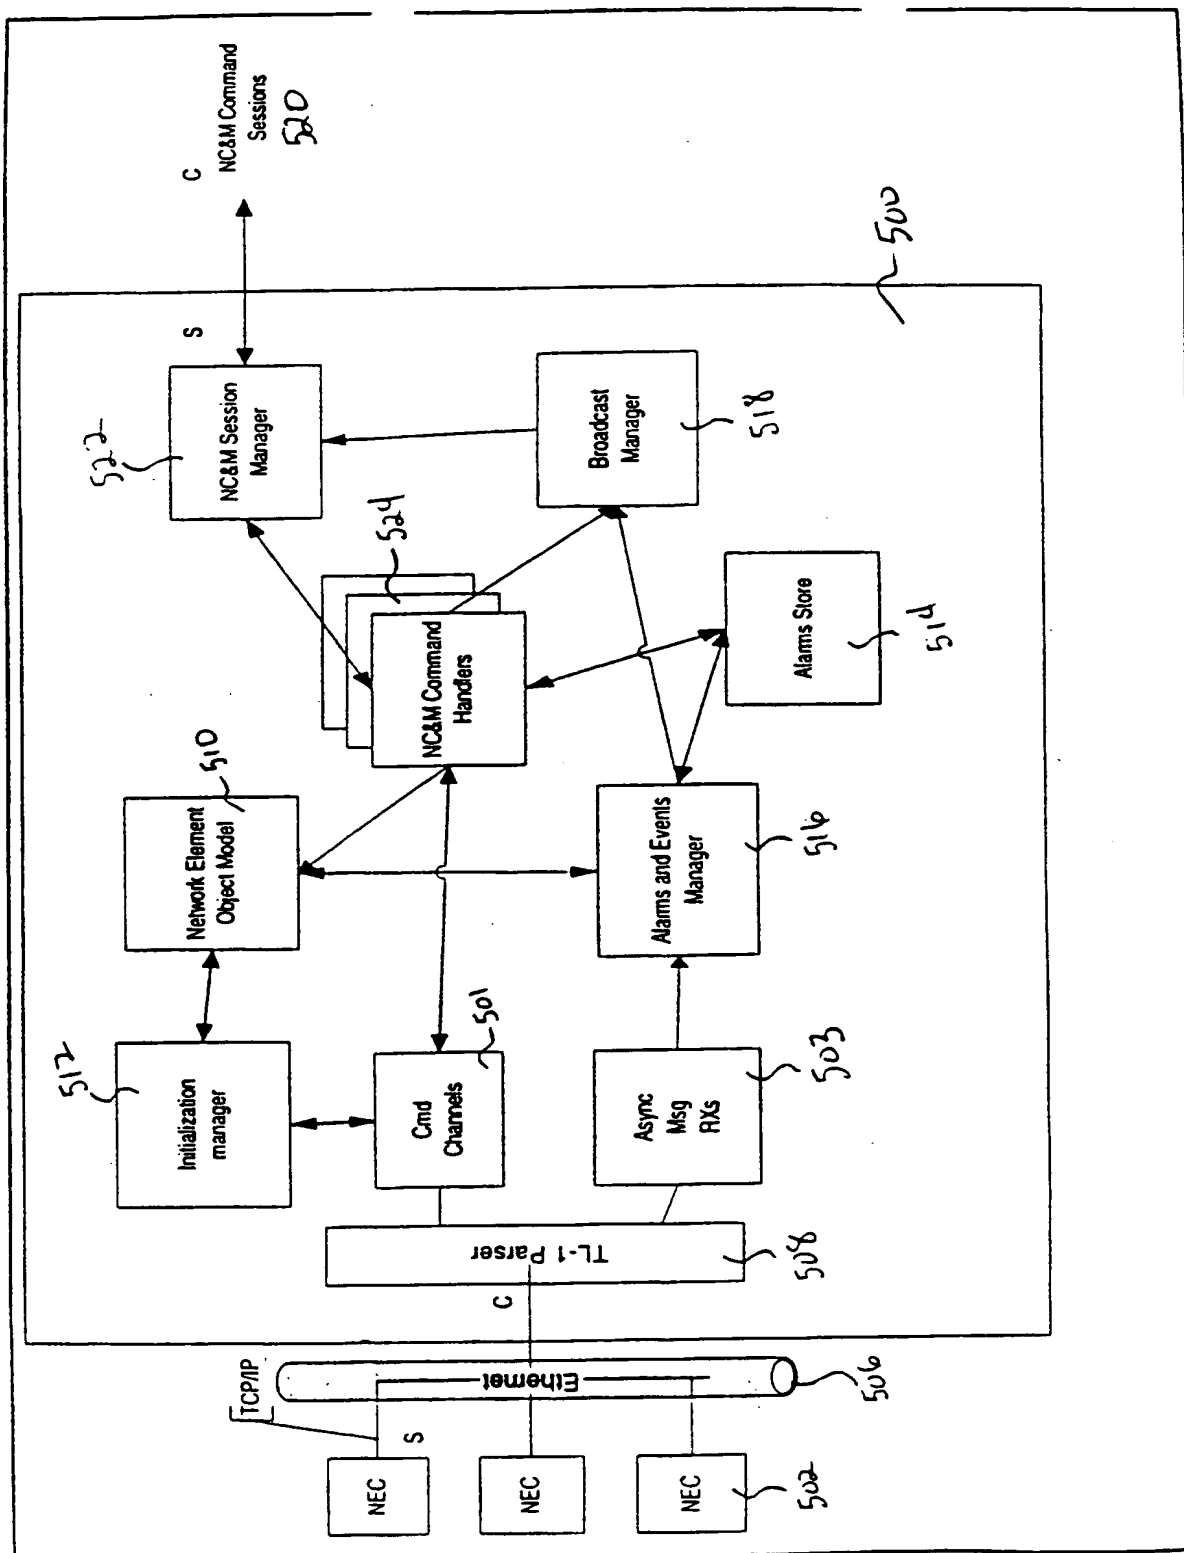 NEC
NEC
NEC
502
S
TCP/IP
Ethernet
506
C
TL-1 Parser
508
Initialization
manager
512
Cmd
Channels
501
Async
Msg
RXs
503
Network Element
Object Model
510
Alarms and Events
Manager
516
NC&M Command
Handlers
524
Alarms Store
514
NC&M Session
Manager
522
Broadcast
Manager
518
S
500
C
NC&M Command
Sessions
520